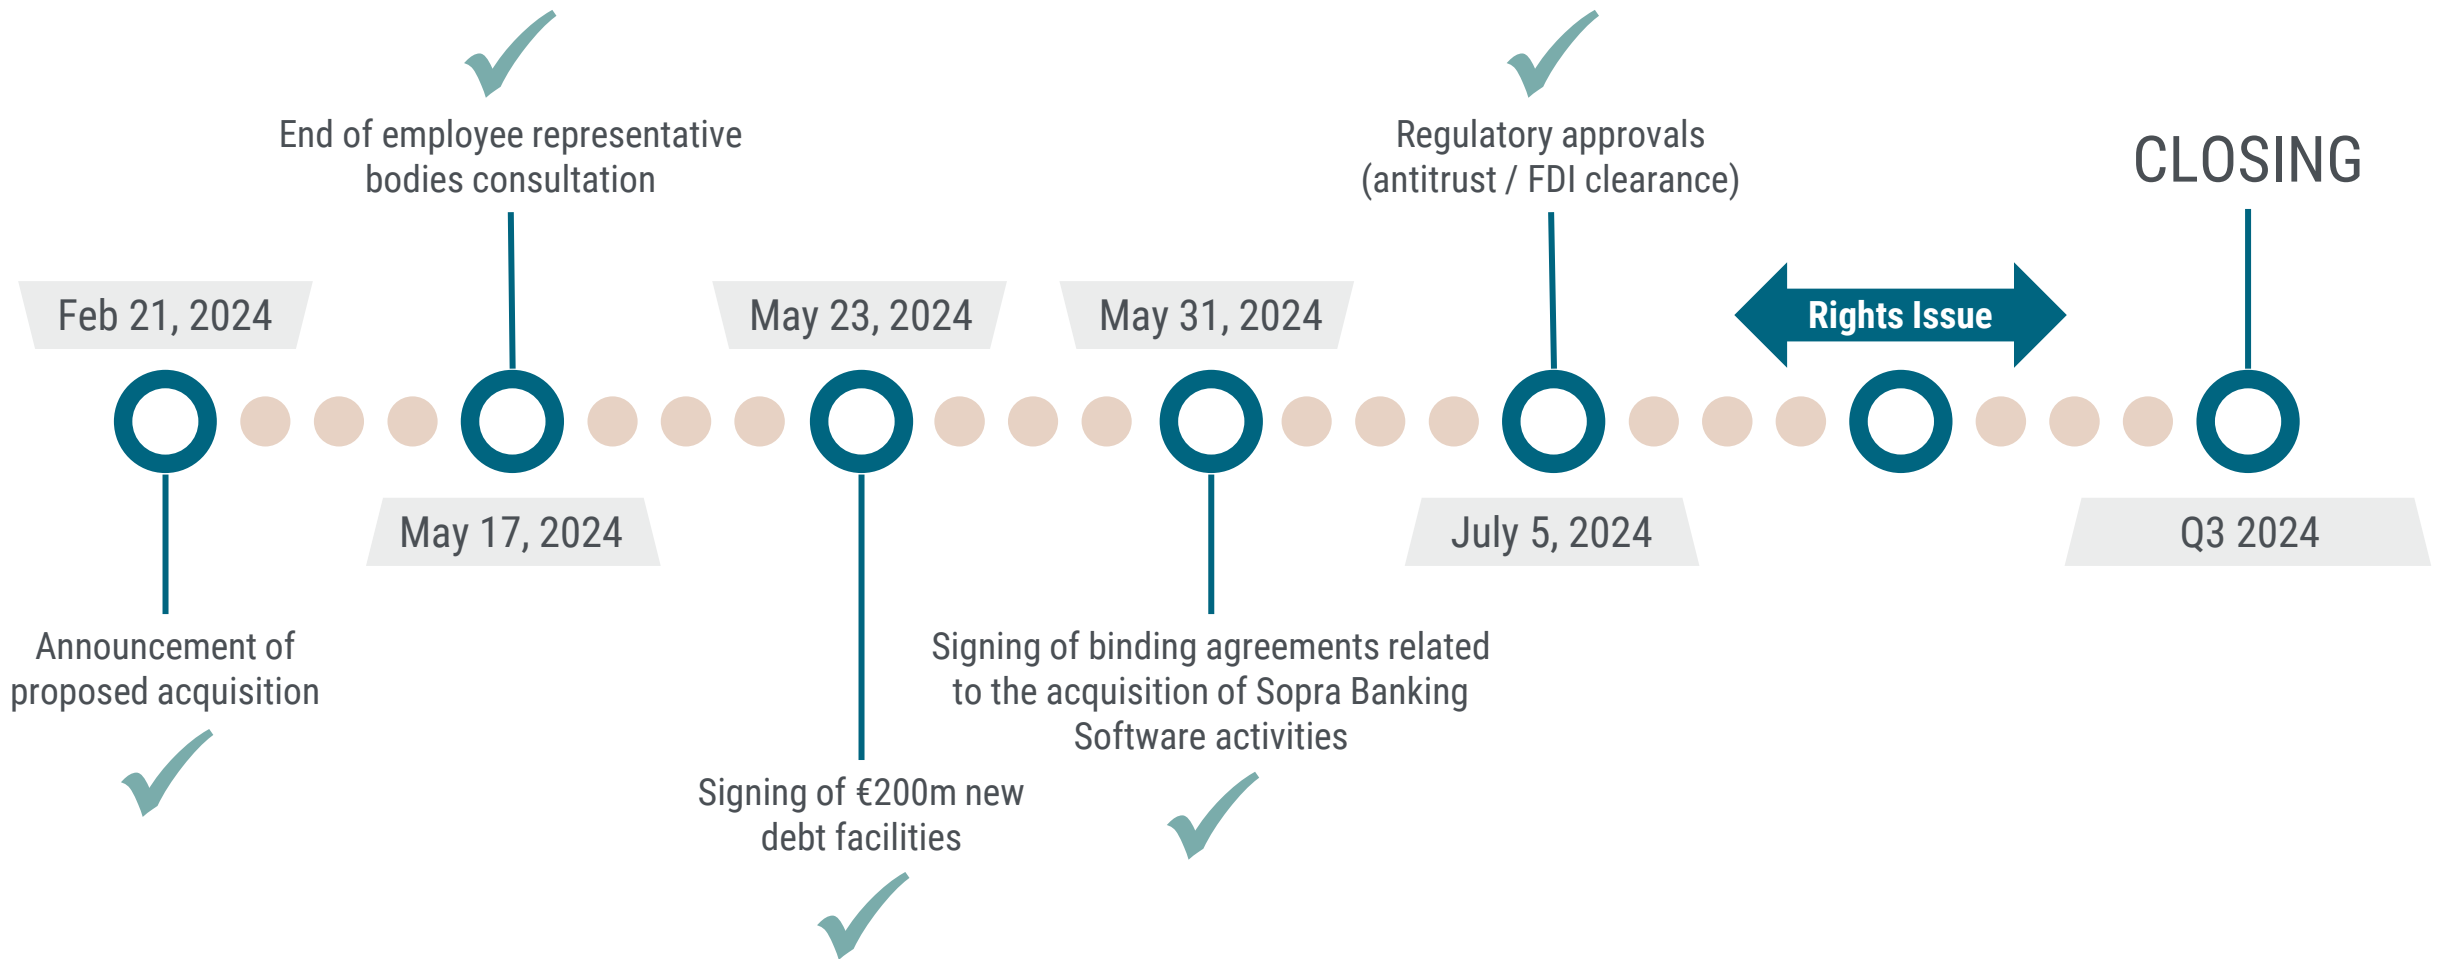 Feb 21, 2024
Announcement of
proposed acquisition
End of employee representative
bodies consultation
May 17, 2024
May 23, 2024
Signing of €200m new
debt facilities
May 31, 2024
Signing of binding agreements related
to the acquisition of Sopra Banking
Software activities
Regulatory approvals
(antitrust / FDI clearance)
July 5, 2024
Rights Issue
CLOSING
Q3 2024